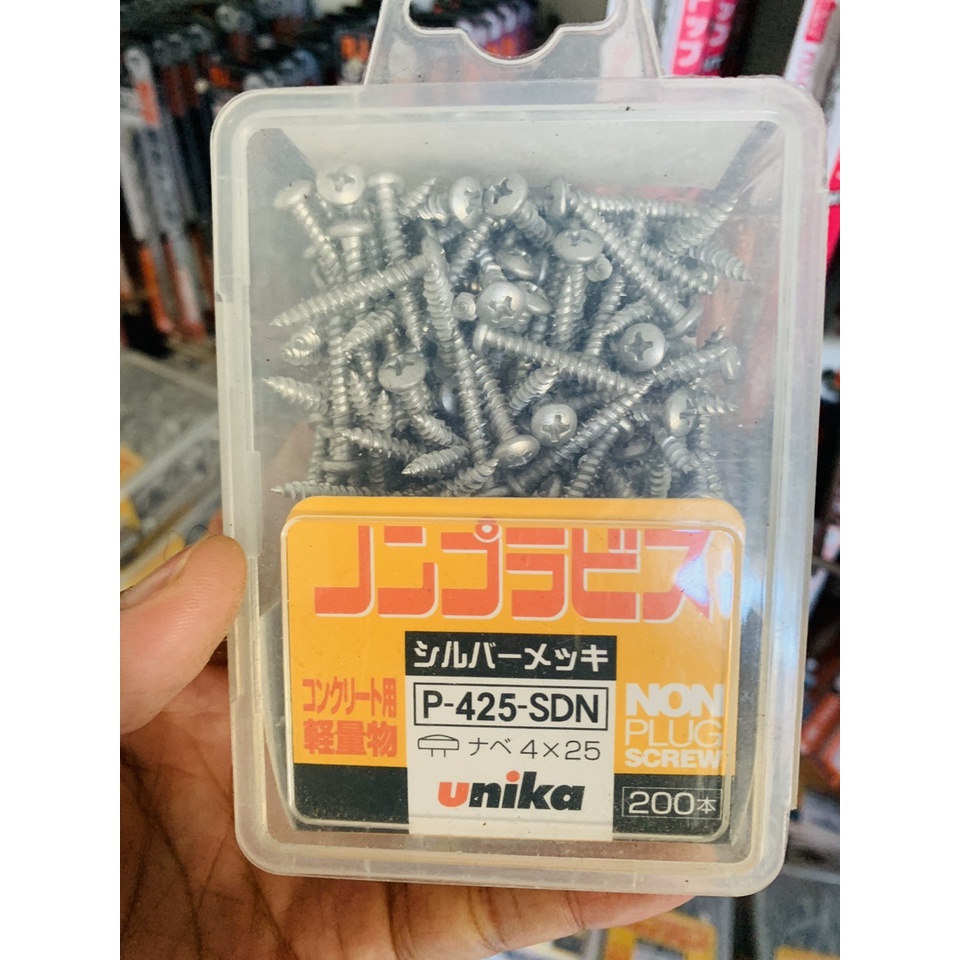 ノンプラビス
シルバーメッキ
コンクリート用
軽量物
P-425-SDN
ナベ 4×25
unika
NON
PLUG
SCREW
200本